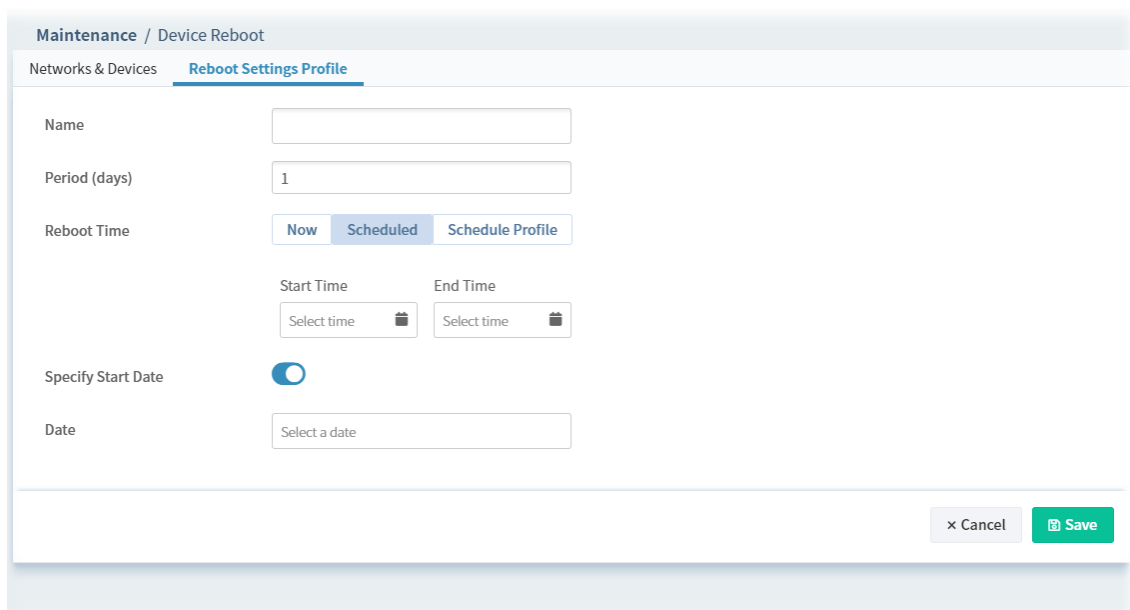 Maintenance / Device Reboot
Networks & Devices Reboot Settings Profile
Name
Period (days) 1
Reboot Time Now Scheduled Schedule Profile
Start Time End Time
Select time Select time
Specify Start Date
Date Select a date
× Cancel Save